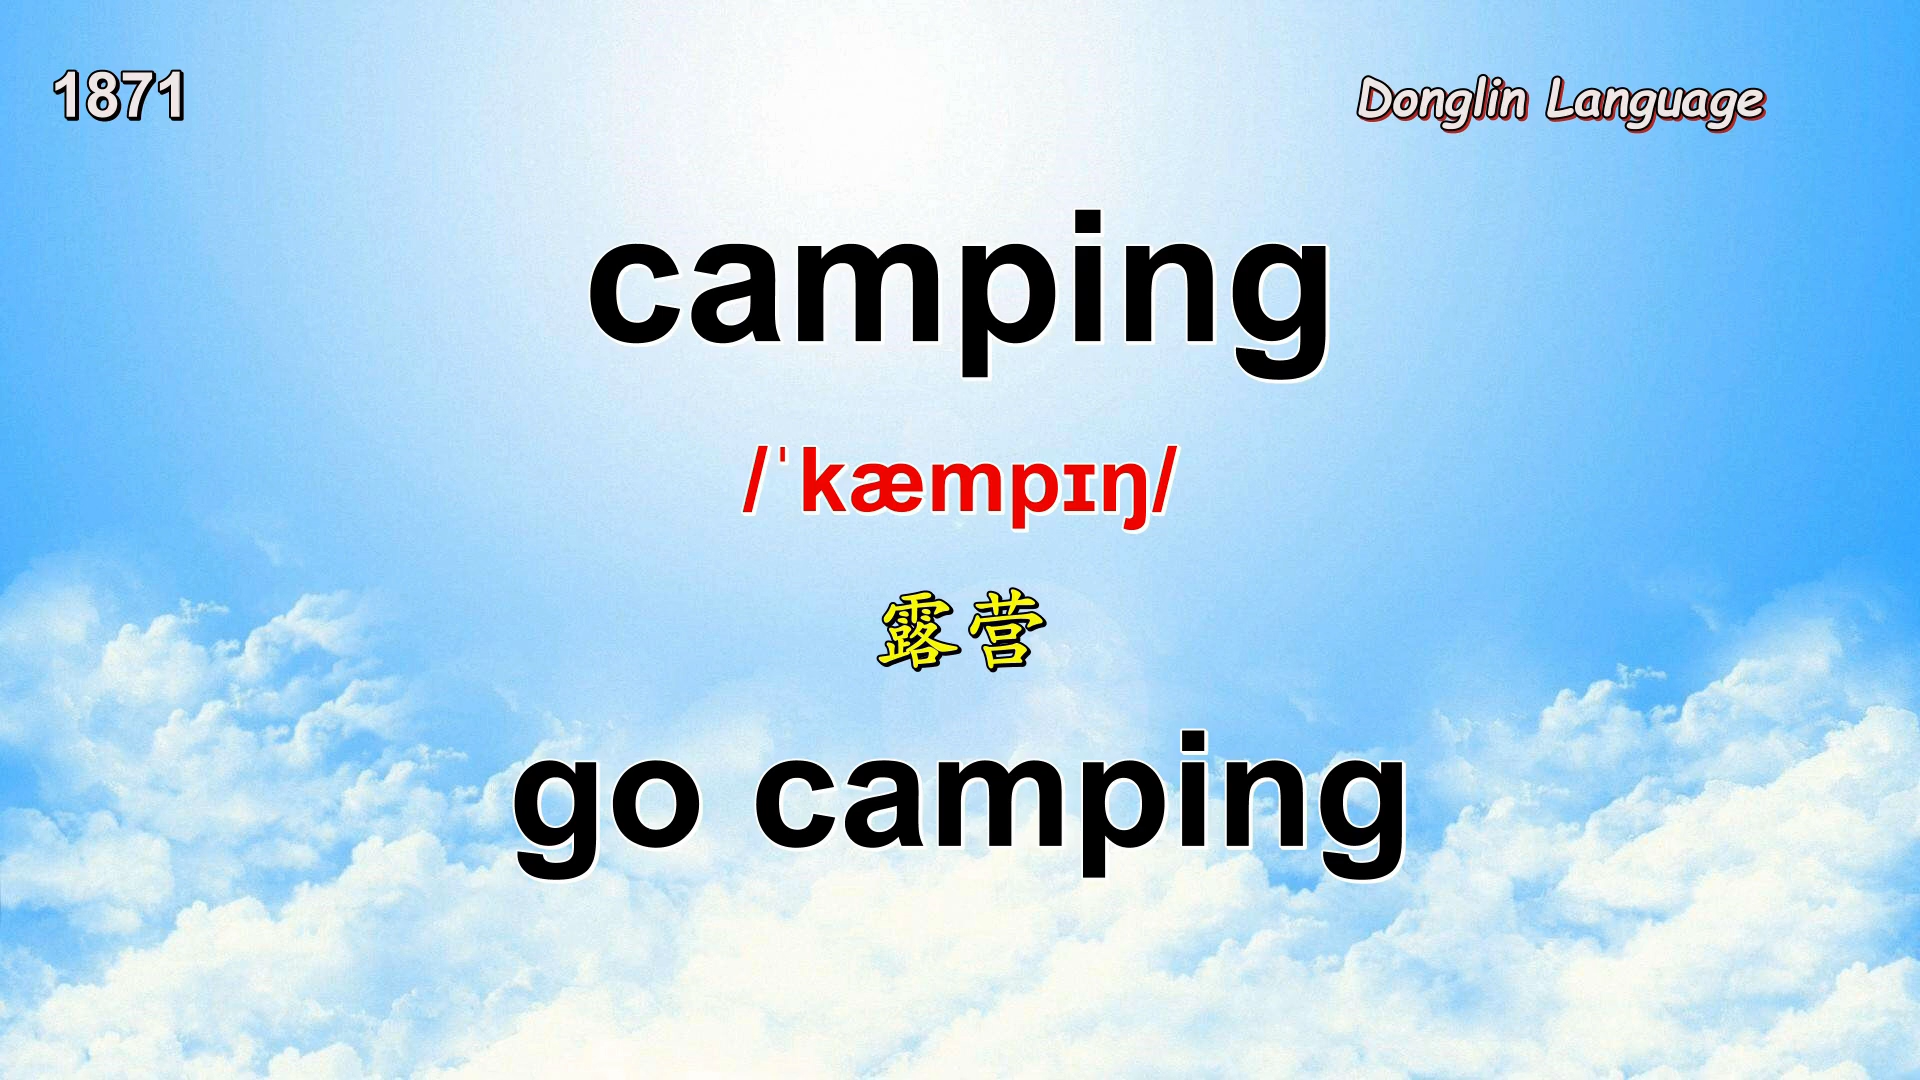 1871
Donglin Language
camping
/ˈkæmpɪŋ/
露营
go camping